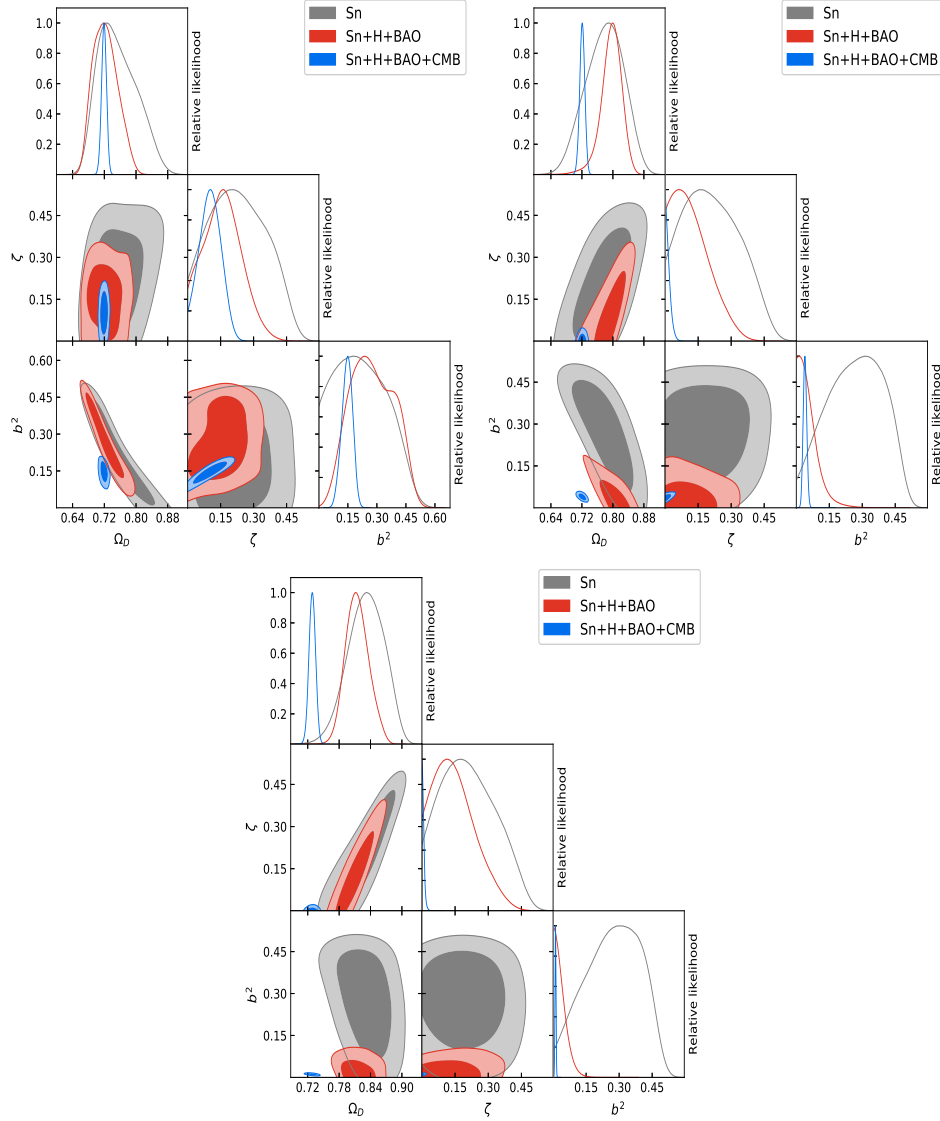 Sn
Sn+H+BAO
Sn+H+BAO+CMB
1.0
0.8
0.6
0.4
0.2
Relative likelihood
0.45
0.30
0.15
ζ
Relative likelihood
0.60
0.45
0.30
0.15
b²
Relative likelihood
0.64 0.72 0.80 0.88
0.15 0.30 0.45
0.15 0.30 0.45 0.60
Ω_D
ζ
b²
Sn
Sn+H+BAO
Sn+H+BAO+CMB
1.0
0.8
0.6
0.4
0.2
Relative likelihood
0.45
0.30
0.15
ζ
Relative likelihood
0.45
0.30
0.15
b²
Relative likelihood
0.64 0.72 0.80 0.88
0.15 0.30 0.45
0.15 0.30 0.45
Ω_D
ζ
b²
Sn
Sn+H+BAO
Sn+H+BAO+CMB
1.0
0.8
0.6
0.4
0.2
Relative likelihood
0.45
0.30
0.15
ζ
Relative likelihood
0.45
0.30
0.15
b²
Relative likelihood
0.72 0.78 0.84 0.90
0.15 0.30 0.45
0.15 0.30 0.45
Ω_D
ζ
b²